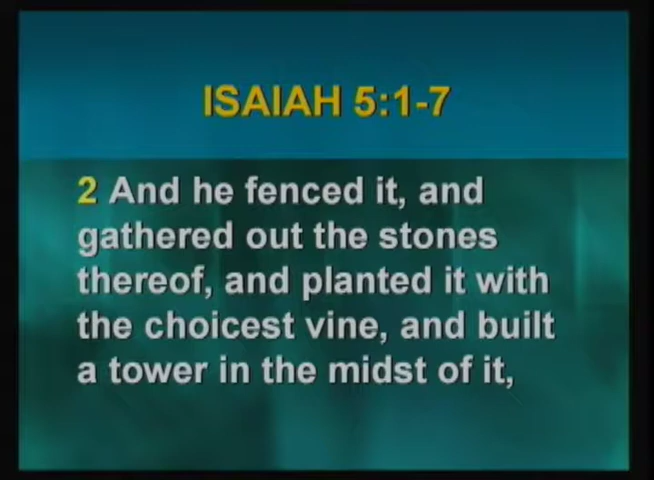 ISAIAH 5:1-7
2 And he fenced it, and
gathered out the stones
thereof, and planted it with
the choicest vine, and built
a tower in the midst of it,